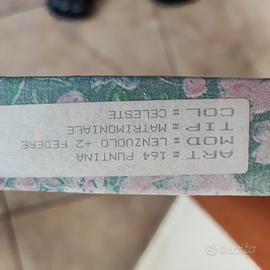 ART= 164 PUNTINA
MOD= LENZUOLO +2 FEDERE
TIP= MATRIMONIALE
COL= CELESTE
subito